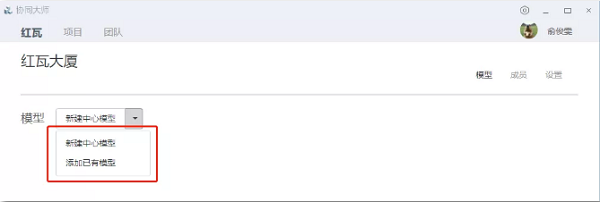 协同大师
红瓦 项目 团队 俞俊雯
红瓦大厦
模型 成员 设置
模型 新建中心模型
新建中心模型
添加已有模型